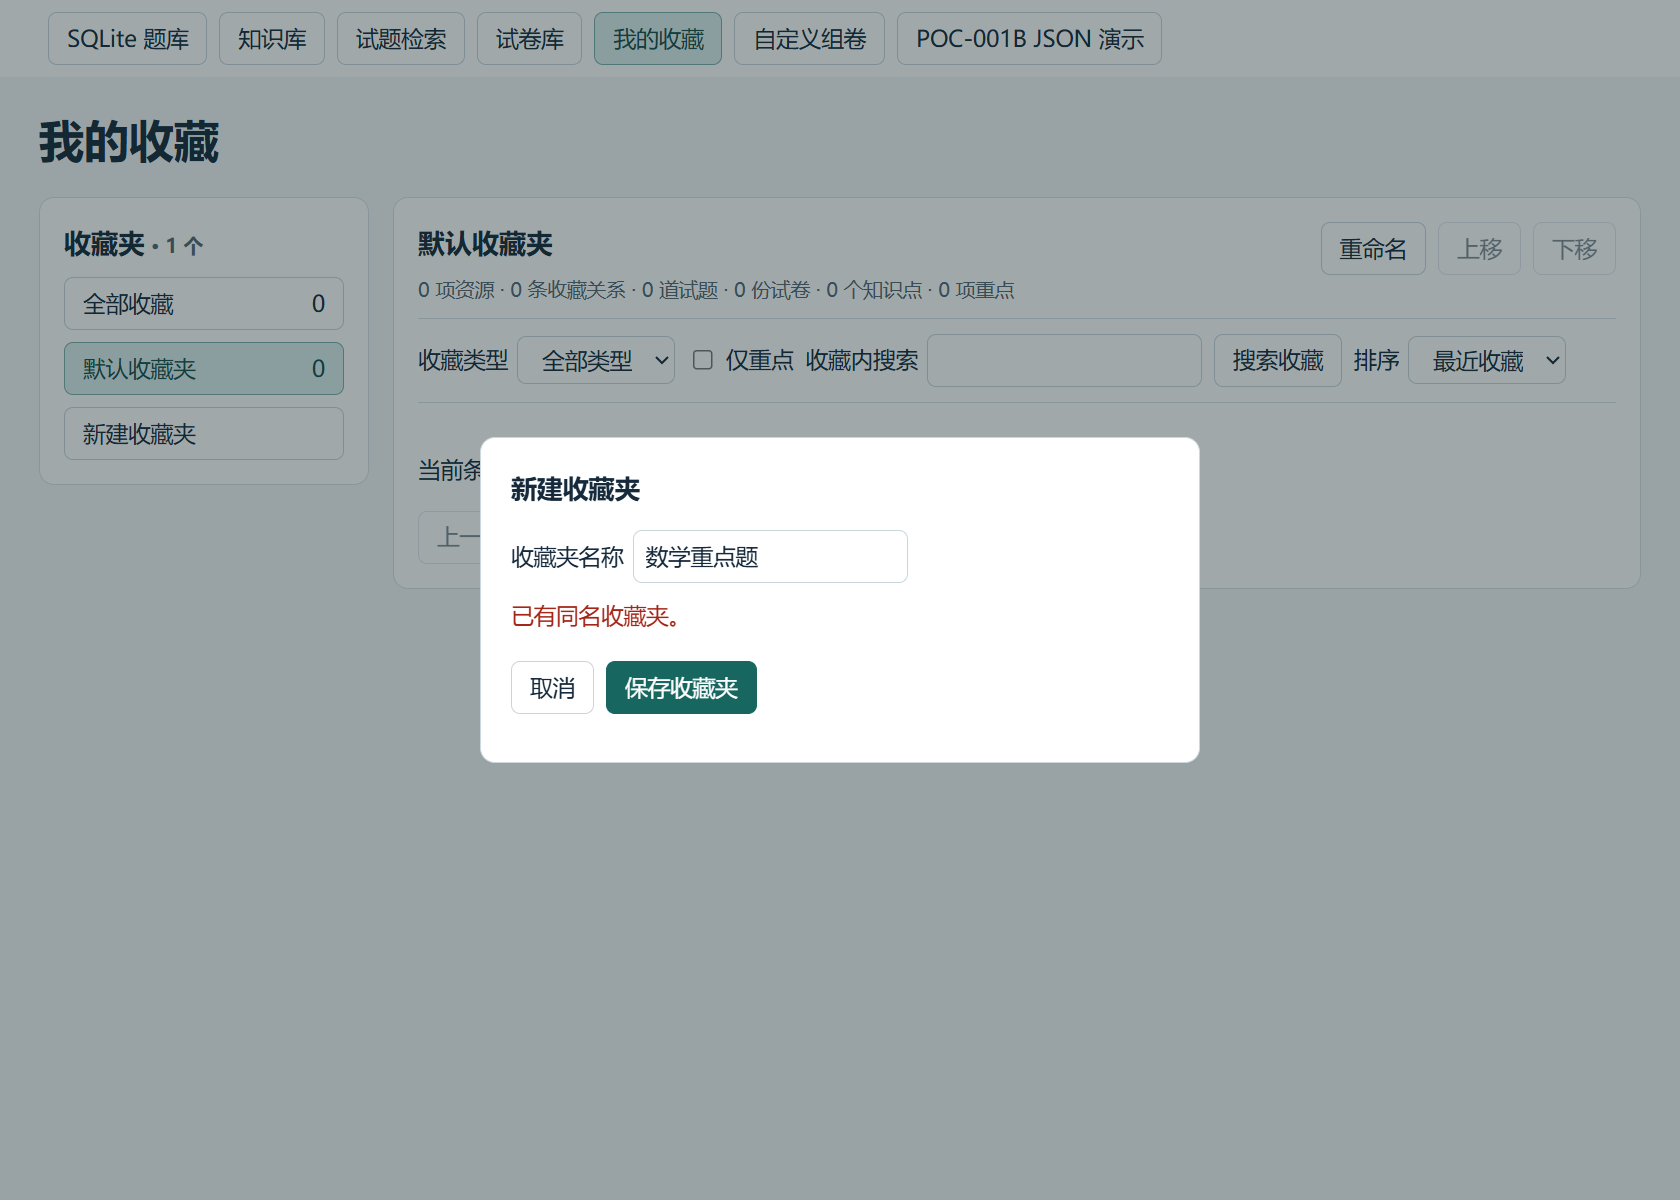 SQLite 题库 知识库 试题检索 试卷库 我的收藏 自定义组卷 POC-001B JSON 演示
我的收藏
收藏夹 · 1 个
全部收藏 0
默认收藏夹 0
新建收藏夹
默认收藏夹
重命名 上移 下移
0 项资源 · 0 条收藏关系 · 0 道试题 · 0 份试卷 · 0 个知识点 · 0 项重点
收藏类型 全部类型 仅重点 收藏内搜索 搜索收藏 排序 最近收藏
当前条
上一
新建收藏夹
收藏夹名称 数学重点题
已有同名收藏夹。
取消 保存收藏夹